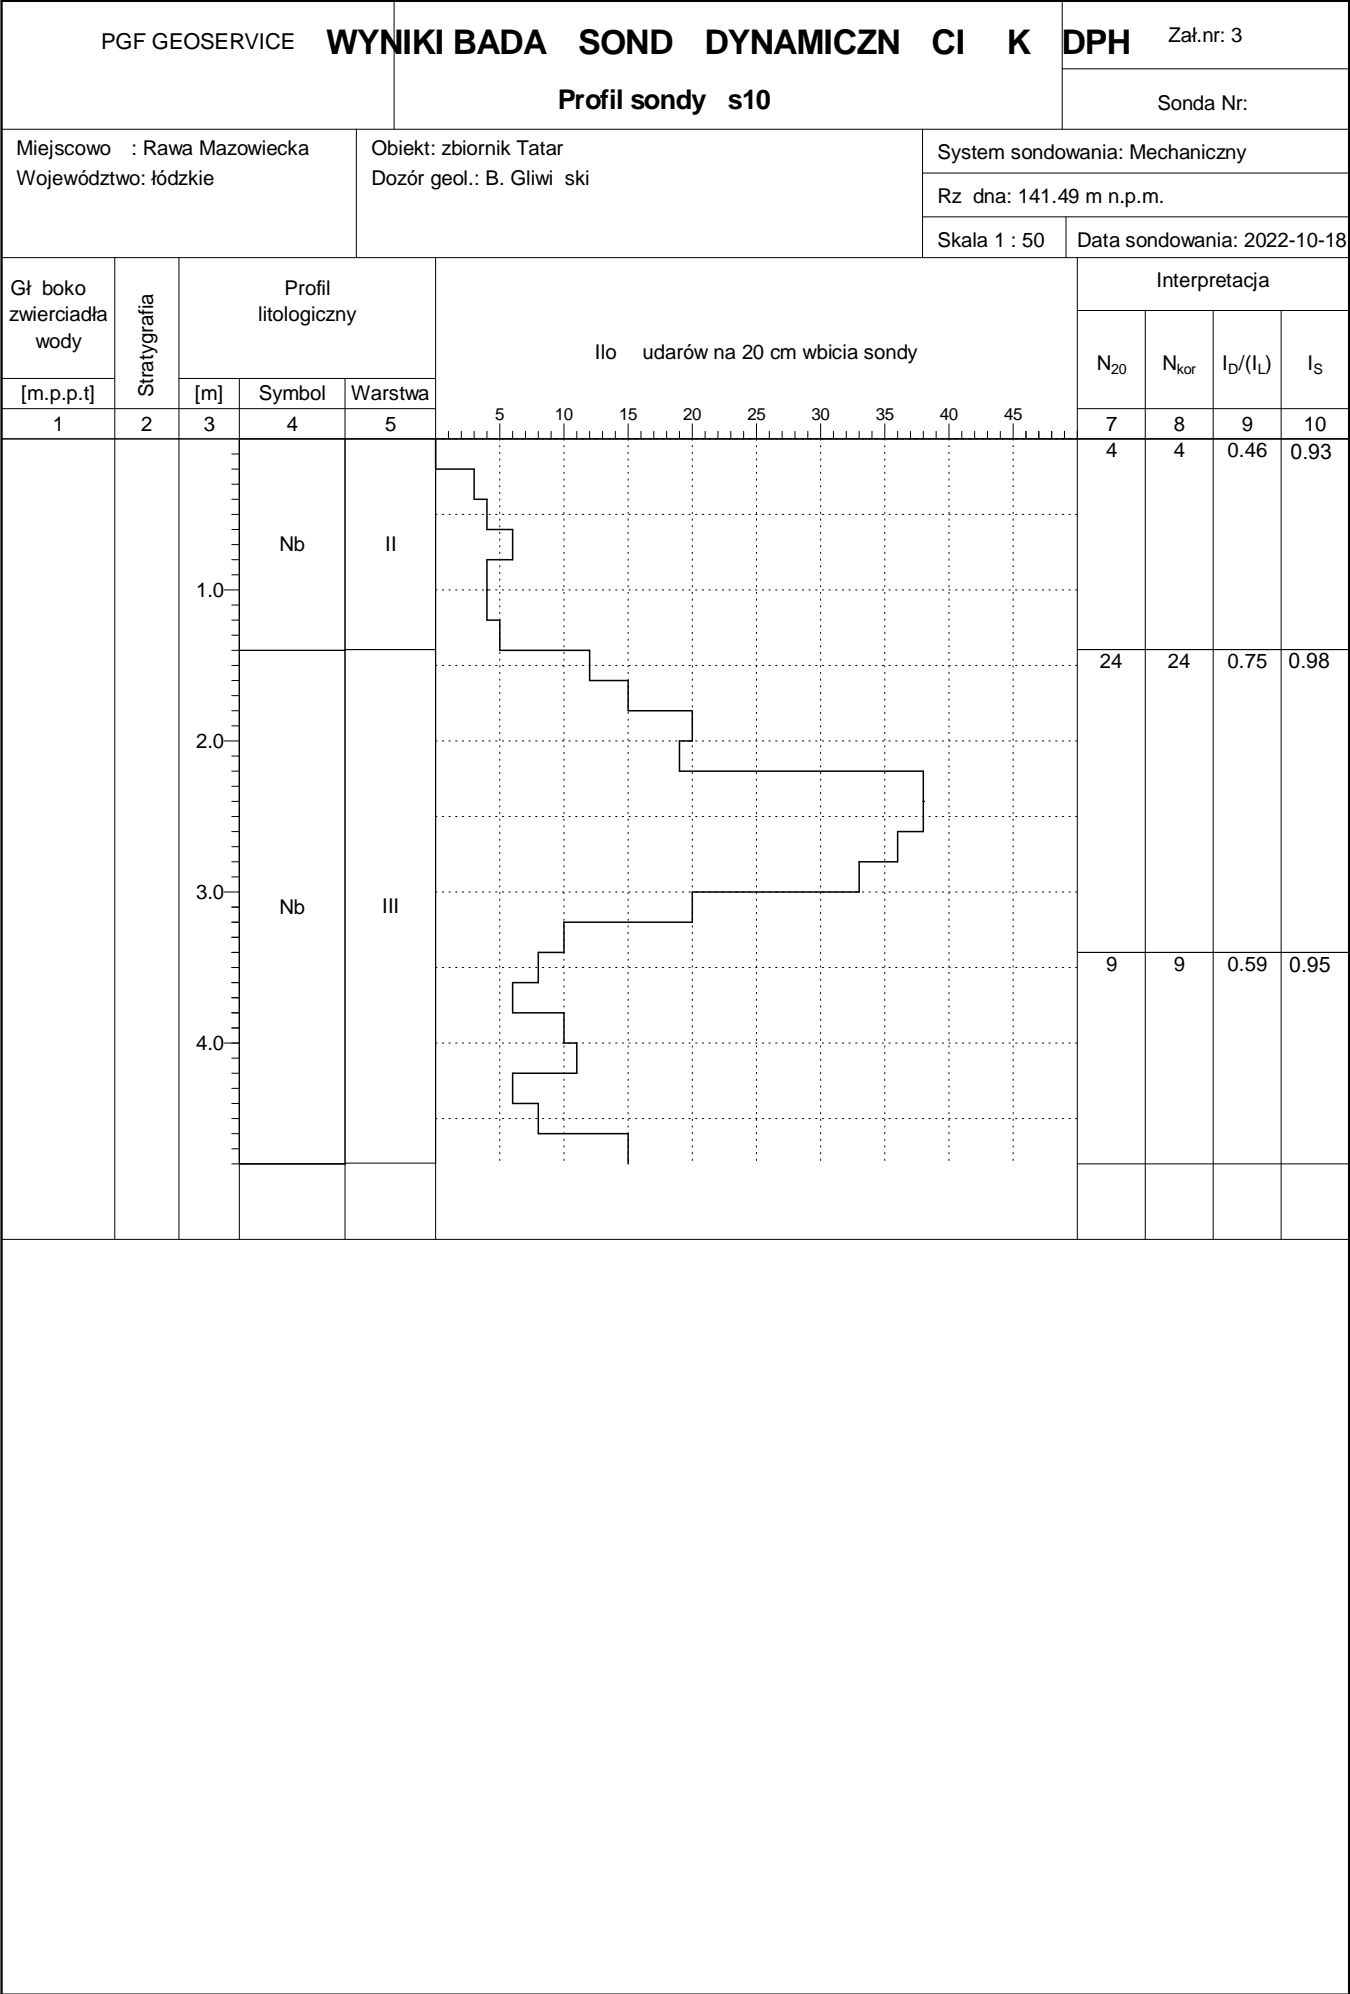 PGF GEOSERVICE
WYNIKI BADA SOND DYNAMICZN CI K DPH
Profil sondy s10
Zał.nr: 3
Sonda Nr:
Miejscowo : Rawa Mazowiecka
Województwo: łódzkie
Obiekt: zbiornik Tatar
Dozór geol.: B. Gliwi ski
System sondowania: Mechaniczny
Rz dna: 141.49 m n.p.m.
Skala 1 : 50
Data sondowania: 2022-10-18
Gł boko
zwierciadła
wody
[m.p.p.t]
Stratygrafia
Profil
litologiczny
[m] Symbol Warstwa
Ilo udarów na 20 cm wbicia sondy
Interpretacja
N20 Nkor ID/(IL) IS
5 10 15 20 25 30 35 40 45
1 2 3 4 5 7 8 9 10
4 4 0.46 0.93
Nb II
1.0
24 24 0.75 0.98
2.0
3.0
Nb III
9 9 0.59 0.95
4.0